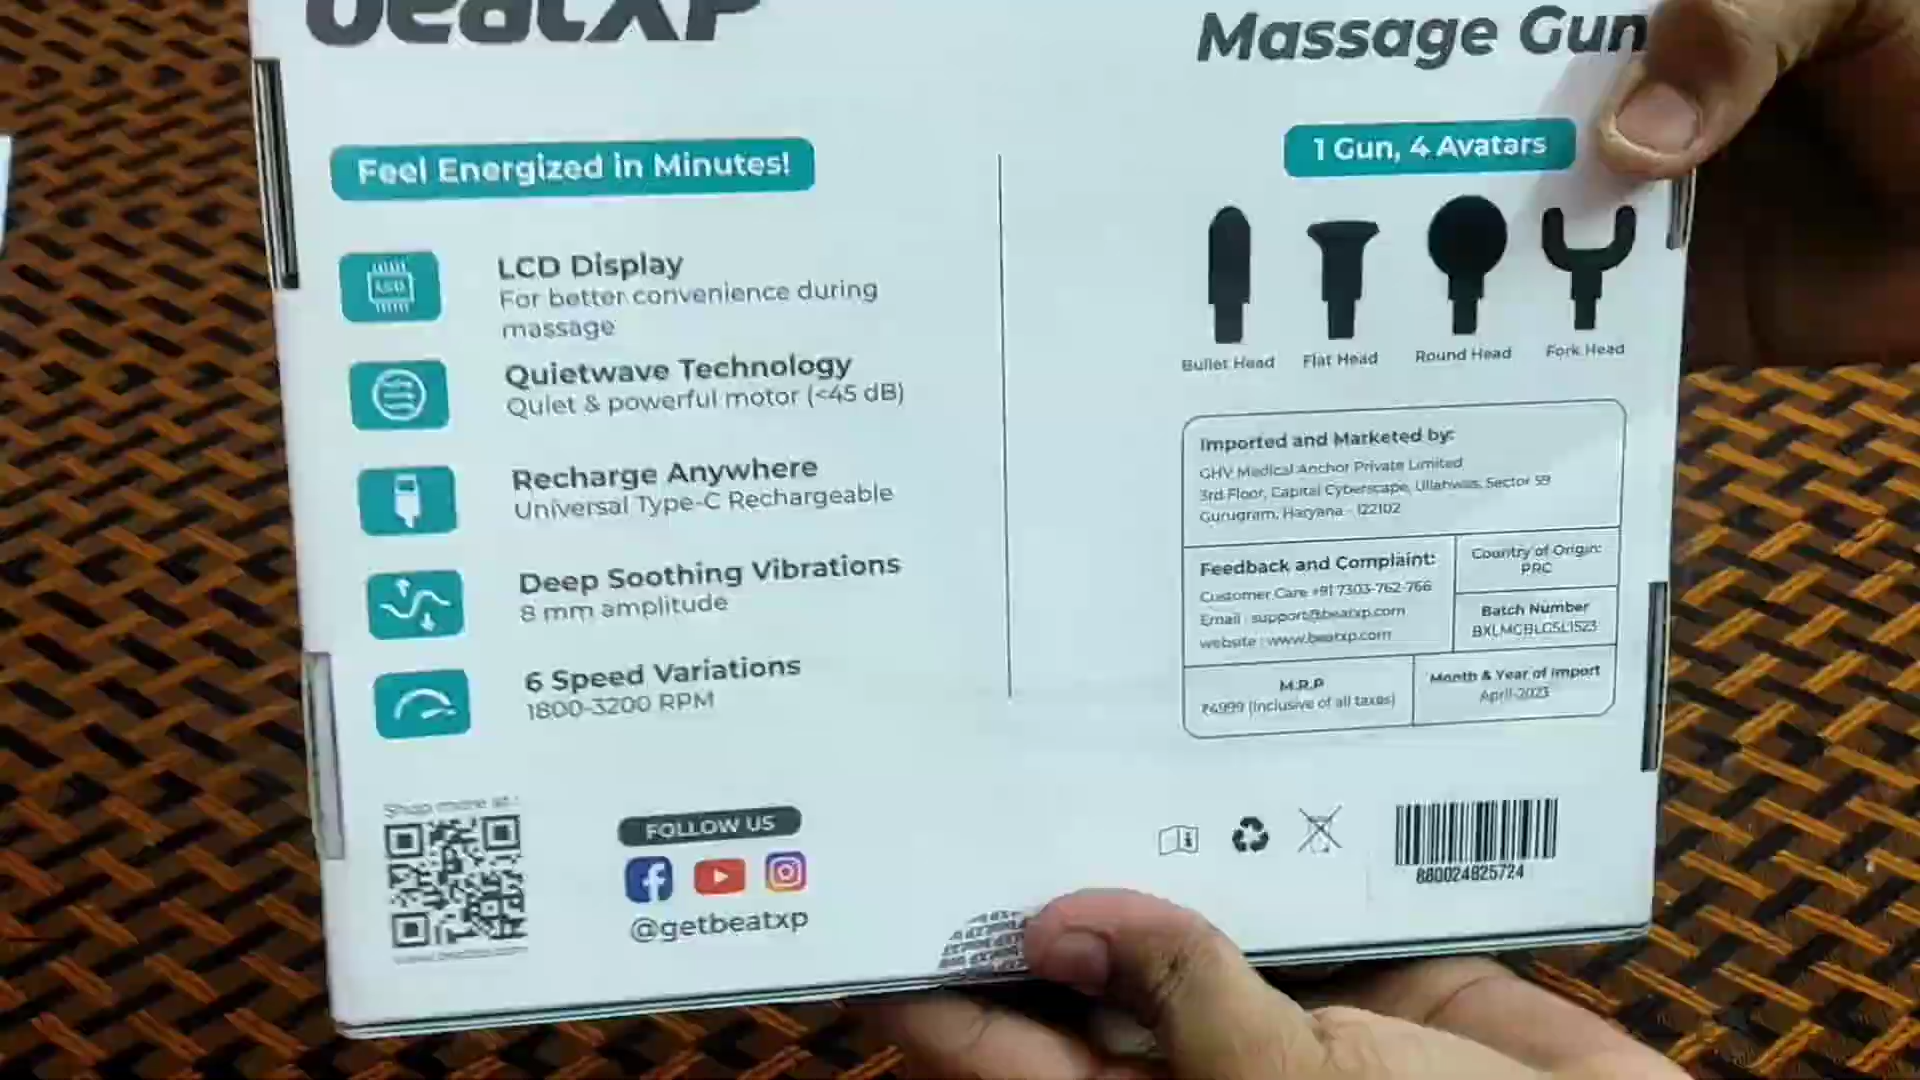 beatXP
Massage Gun
Feel Energized in Minutes!
LCD Display
For better convenience during
massage
Quietwave Technology
Quiet & powerful motor (<45 dB)
Recharge Anywhere
Universal Type-C Rechargeable
Deep Soothing Vibrations
8 mm amplitude
6 Speed Variations
1800-3200 RPM
Shop more at:
FOLLOW US
@getbeatxp
1 Gun, 4 Avatars
Bullet Head
Flat Head
Round Head
Fork Head
Imported and Marketed by:
GHV Medical Anchor Private Limited
3rd Floor, Capital Cyberscape, Ullahwas, Sector 59
Gurugram, Haryana - 122102
Feedback and Complaint:
Customer Care +91 7303-762-766
Email : support@beatxp.com
website : www.beatxp.com
Country of Origin:
PRC
Batch Number
M.R.P
₹4999 (Inclusive of all taxes)
Month & Year of Import
April-2023
880024825724